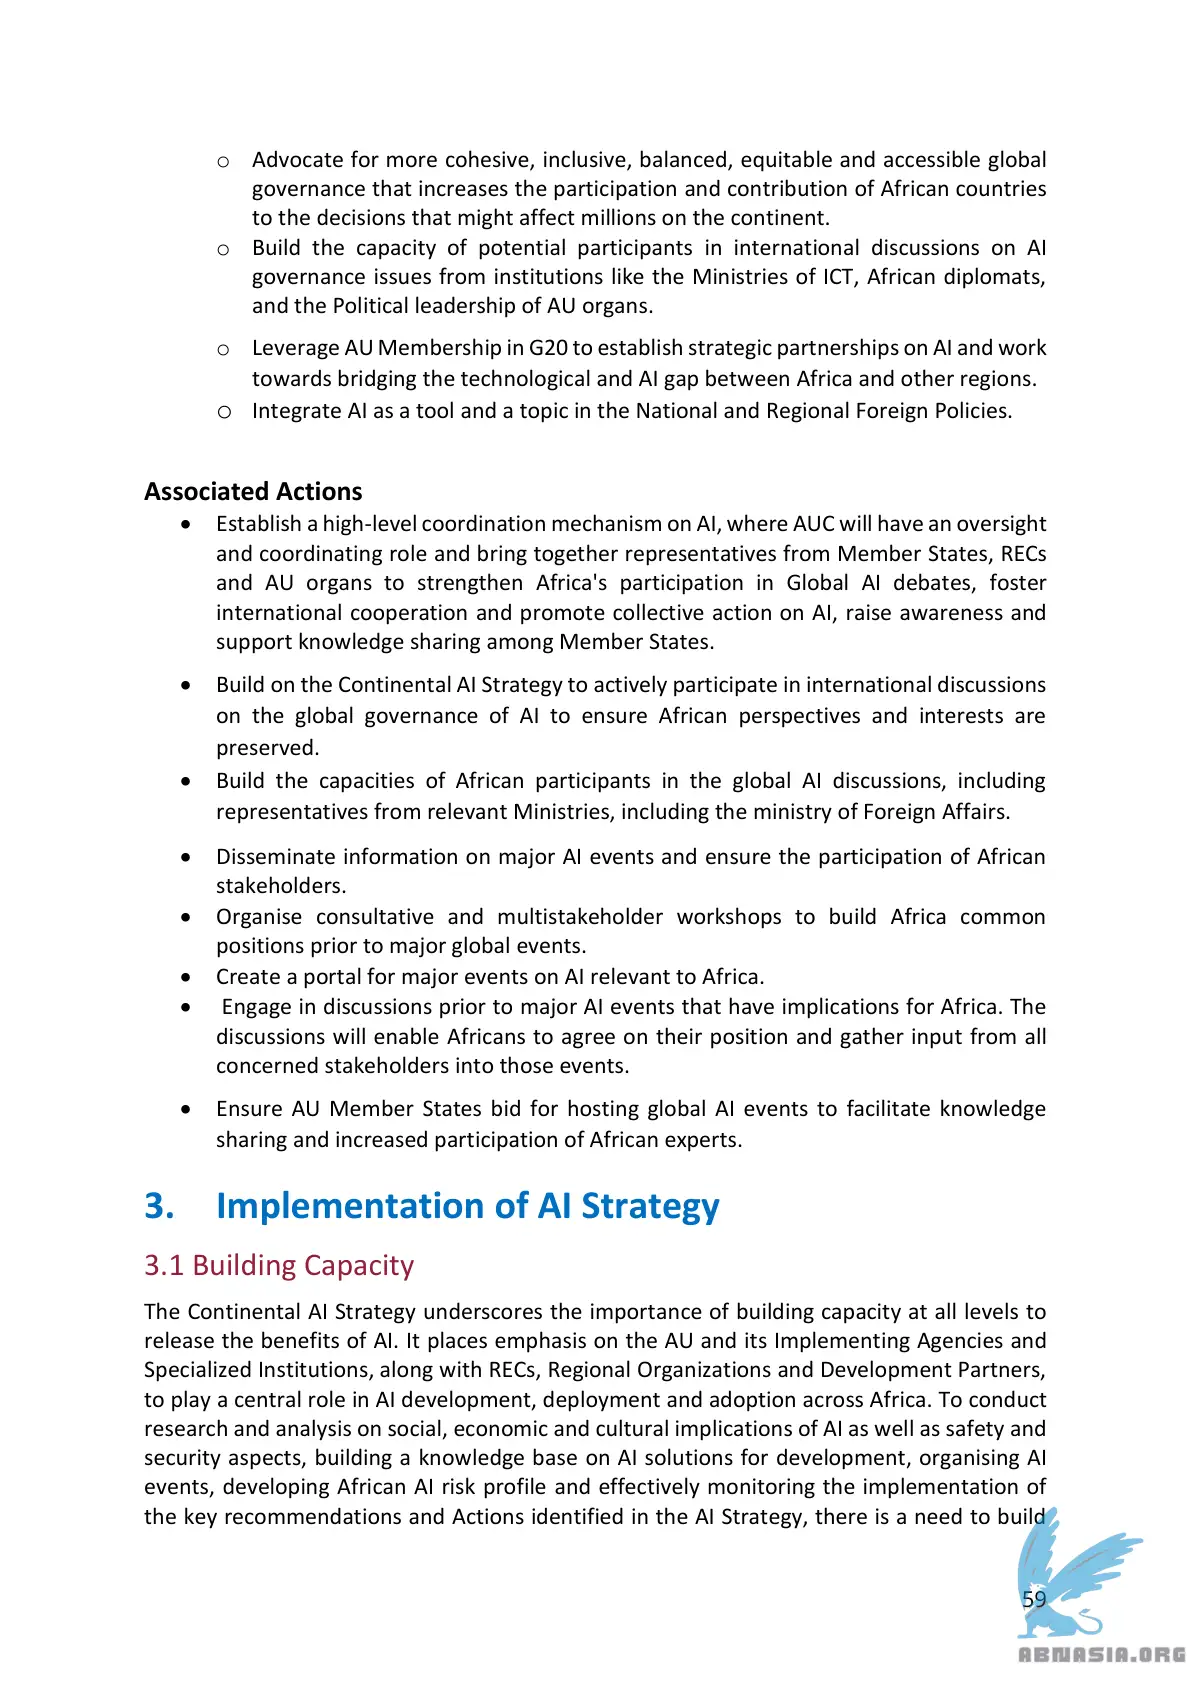 o Advocate for more cohesive, inclusive, balanced, equitable and accessible global
governance that increases the participation and contribution of African countries
to the decisions that might affect millions on the continent.
o Build the capacity of potential participants in international discussions on AI
governance issues from institutions like the Ministries of ICT, African diplomats,
and the Political leadership of AU organs.
o Leverage AU Membership in G20 to establish strategic partnerships on AI and work
towards bridging the technological and AI gap between Africa and other regions.
o Integrate AI as a tool and a topic in the National and Regional Foreign Policies.
Associated Actions
• Establish a high-level coordination mechanism on AI, where AUC will have an oversight
and coordinating role and bring together representatives from Member States, RECs
and AU organs to strengthen Africa's participation in Global AI debates, foster
international cooperation and promote collective action on AI, raise awareness and
support knowledge sharing among Member States.
• Build on the Continental AI Strategy to actively participate in international discussions
on the global governance of AI to ensure African perspectives and interests are
preserved.
• Build the capacities of African participants in the global AI discussions, including
representatives from relevant Ministries, including the ministry of Foreign Affairs.
• Disseminate information on major AI events and ensure the participation of African
stakeholders.
• Organise consultative and multistakeholder workshops to build Africa common
positions prior to major global events.
• Create a portal for major events on AI relevant to Africa.
• Engage in discussions prior to major AI events that have implications for Africa. The
discussions will enable Africans to agree on their position and gather input from all
concerned stakeholders into those events.
• Ensure AU Member States bid for hosting global AI events to facilitate knowledge
sharing and increased participation of African experts.
3. Implementation of AI Strategy
3.1 Building Capacity
The Continental AI Strategy underscores the importance of building capacity at all levels to
release the benefits of AI. It places emphasis on the AU and its Implementing Agencies and
Specialized Institutions, along with RECs, Regional Organizations and Development Partners,
to play a central role in AI development, deployment and adoption across Africa. To conduct
research and analysis on social, economic and cultural implications of AI as well as safety and
security aspects, building a knowledge base on AI solutions for development, organising AI
events, developing African AI risk profile and effectively monitoring the implementation of
the key recommendations and Actions identified in the AI Strategy, there is a need to build
59
ABNASIA.ORG